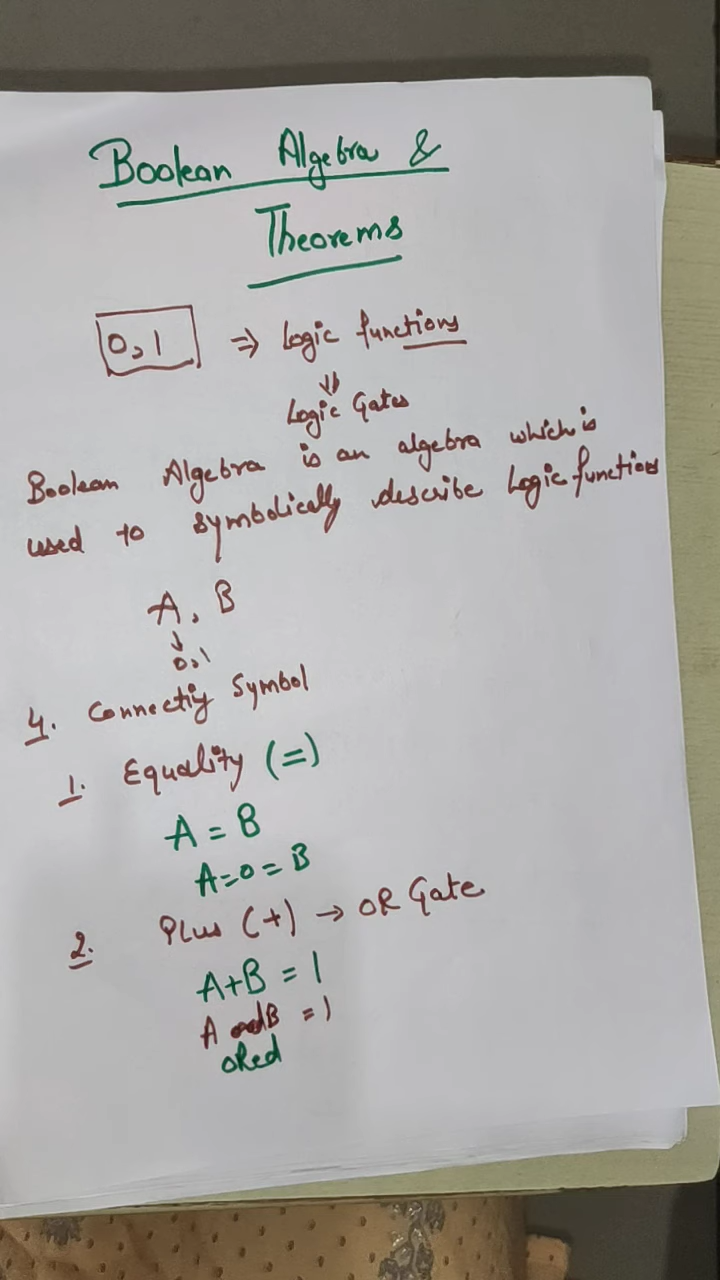 Boolean Algebra &
Theorems
0,1 ⇒ Logic functions
⇓
Logic Gates
Boolean Algebra is an algebra which is
used to symbolically describe Logic functions
A, B
↓
0,1
4. Connectig Symbol
1. Equality (=)
A = B
A=0=B
2. Plus (+) → OR Gate
A+B = 1
A B = 1
ORed